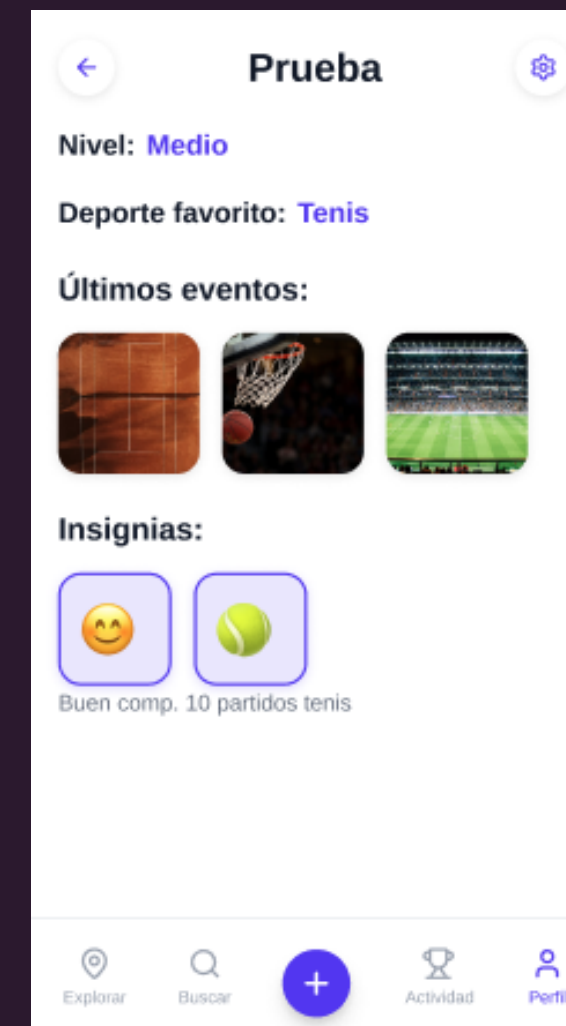 Prueba
Nivel: Medio
Deporte favorito: Tenis
Últimos eventos:
Insignias:
Buen comp. 10 partidos tenis
Explorar
Buscar
Actividad
Perfil